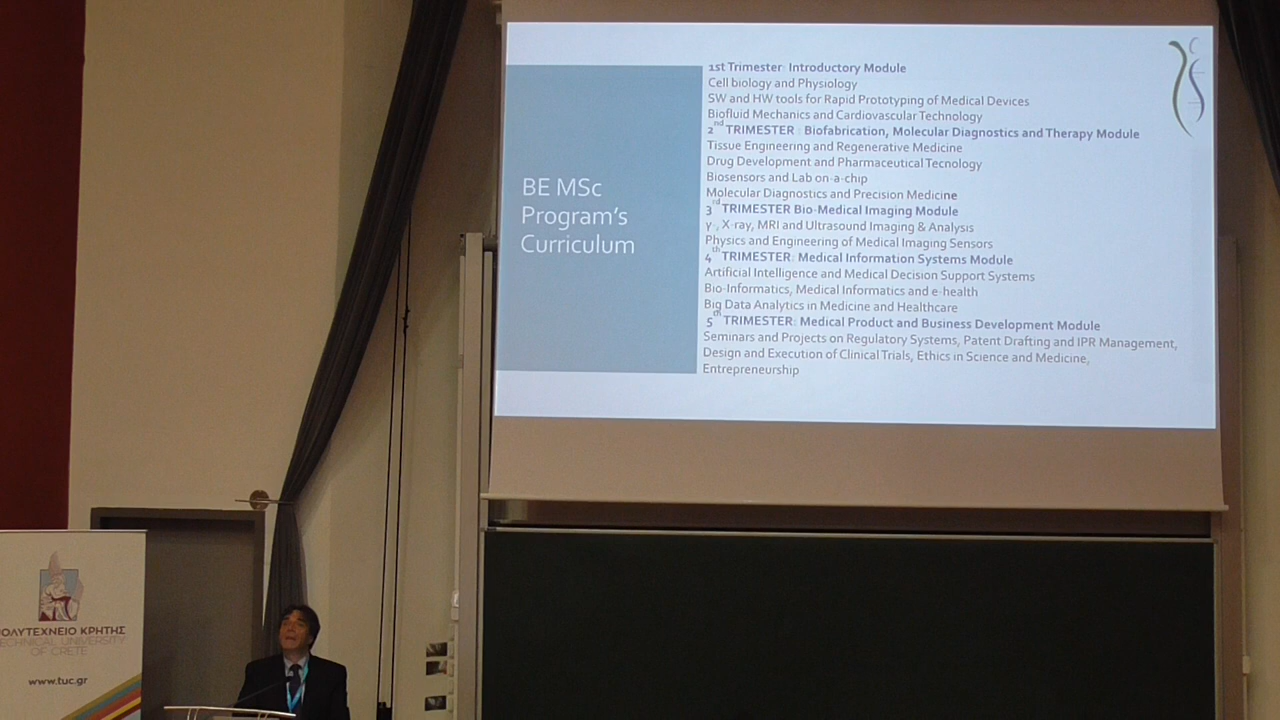 1st Trimester: Introductory Module
Cell biology and Physiology
SW and HW tools for Rapid Prototyping of Medical Devices
Biofluid Mechanics and Cardiovascular Technology
2nd TRIMESTER : Biofabrication, Molecular Diagnostics and Therapy Module
Tissue Engineering and Regenerative Medicine
Drug Development and Pharmaceutical Tecnology
Biosensors and Lab on-a-chip
Molecular Diagnostics and Precision Medicine
3rd TRIMESTER Bio-Medical Imaging Module
γ-, X-ray, MRI and Ultrasound Imaging & Analysis
Physics and Engineering of Medical Imaging Sensors
4th TRIMESTER: Medical Information Systems Module
Artificial Intelligence and Medical Decision Support Systems
Bio-Informatics, Medical Informatics and e-health
Big Data Analytics in Medicine and Healthcare
5th TRIMESTER: Medical Product and Business Development Module
Seminars and Projects on Regulatory Systems, Patent Drafting and IPR Management,
Design and Execution of Clinical Trials, Ethics in Science and Medicine,
Entrepreneurship
BE MSc
Program's
Curriculum
ΟΛΥΤΕΧΝΕΙΟ ΚΡΗΤΗΣ
TECHNICAL UNIVERSITY
OF CRETE
www.tuc.gr